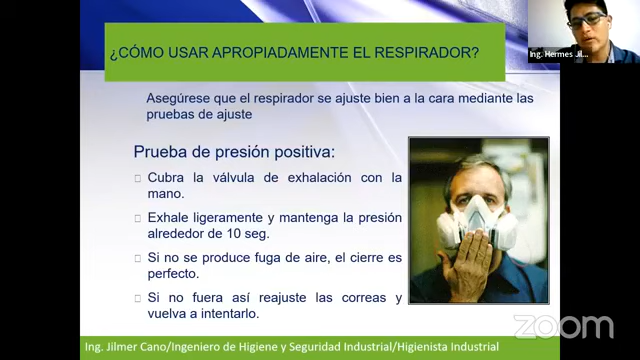 ¿CÓMO USAR APROPIADAMENTE EL RESPIRADOR?
Ing. Hermes Jil...
Asegúrese que el respirador se ajuste bien a la cara mediante las
pruebas de ajuste
Prueba de presión positiva:
Cubra la válvula de exhalación con la
mano.
Exhale ligeramente y mantenga la presión
alrededor de 10 seg.
Si no se produce fuga de aire, el cierre es
perfecto.
Si no fuera así reajuste las correas y
vuelva a intentarlo.
zoom
Ing. Jilmer Cano/Ingeniero de Higiene y Seguridad Industrial/Higienista Industrial